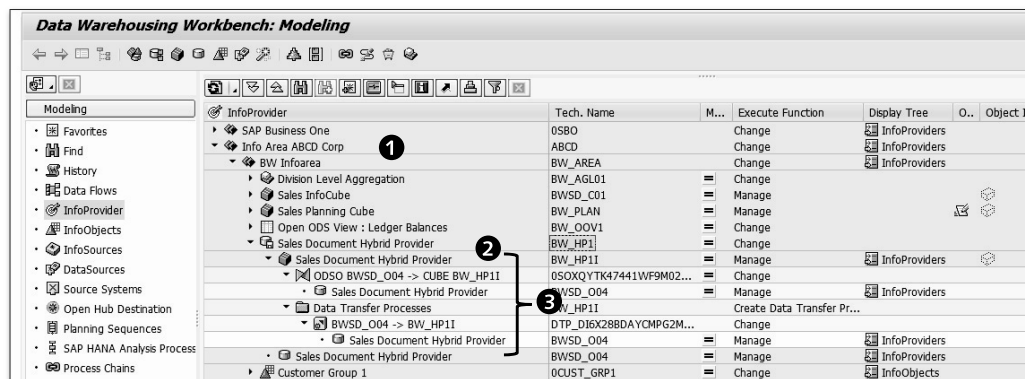 Data Warehousing Workbench: Modeling
Modeling
Favorites
Find
History
Data Flows
InfoProvider
InfoObjects
InfoSources
DataSources
Source Systems
Open Hub Destination
Planning Sequences
SAP HANA Analysis Process
Process Chains
InfoProvider Tech. Name M... Execute Function Display Tree O.. Object I
SAP Business One 0SBO Change InfoProviders
Info Area ABCD Corp ABCD Change InfoProviders
1
BW Infoarea BW_AREA Change InfoProviders
Division Level Aggregation BW_AGL01 = Change
Sales InfoCube BWSD_C01 = Manage
Sales Planning Cube BW_PLAN = Manage
Open ODS View : Ledger Balances BW_OOV1 = Change
Sales Document Hybrid Provider BW_HP1 = Change
2
Sales Document Hybrid Provider BW_HP1I = Manage InfoProviders
ODSO BWSD_O04 -> CUBE BW_HP1I 0SOXQYTK47441WF9M02... = Change
Sales Document Hybrid Provider BWSD_O04 = Manage InfoProviders
3
Data Transfer Processes BW_HP1I Create Data Transfer Pr...
BWSD_O04 -> BW_HP1I DTP_DI6X28BDAYCMPG2M... Change
Sales Document Hybrid Provider BWSD_O04 = Manage InfoProviders
Sales Document Hybrid Provider BWSD_O04 = Manage InfoProviders
Customer Group 1 0CUST_GRP1 = Change InfoObjects